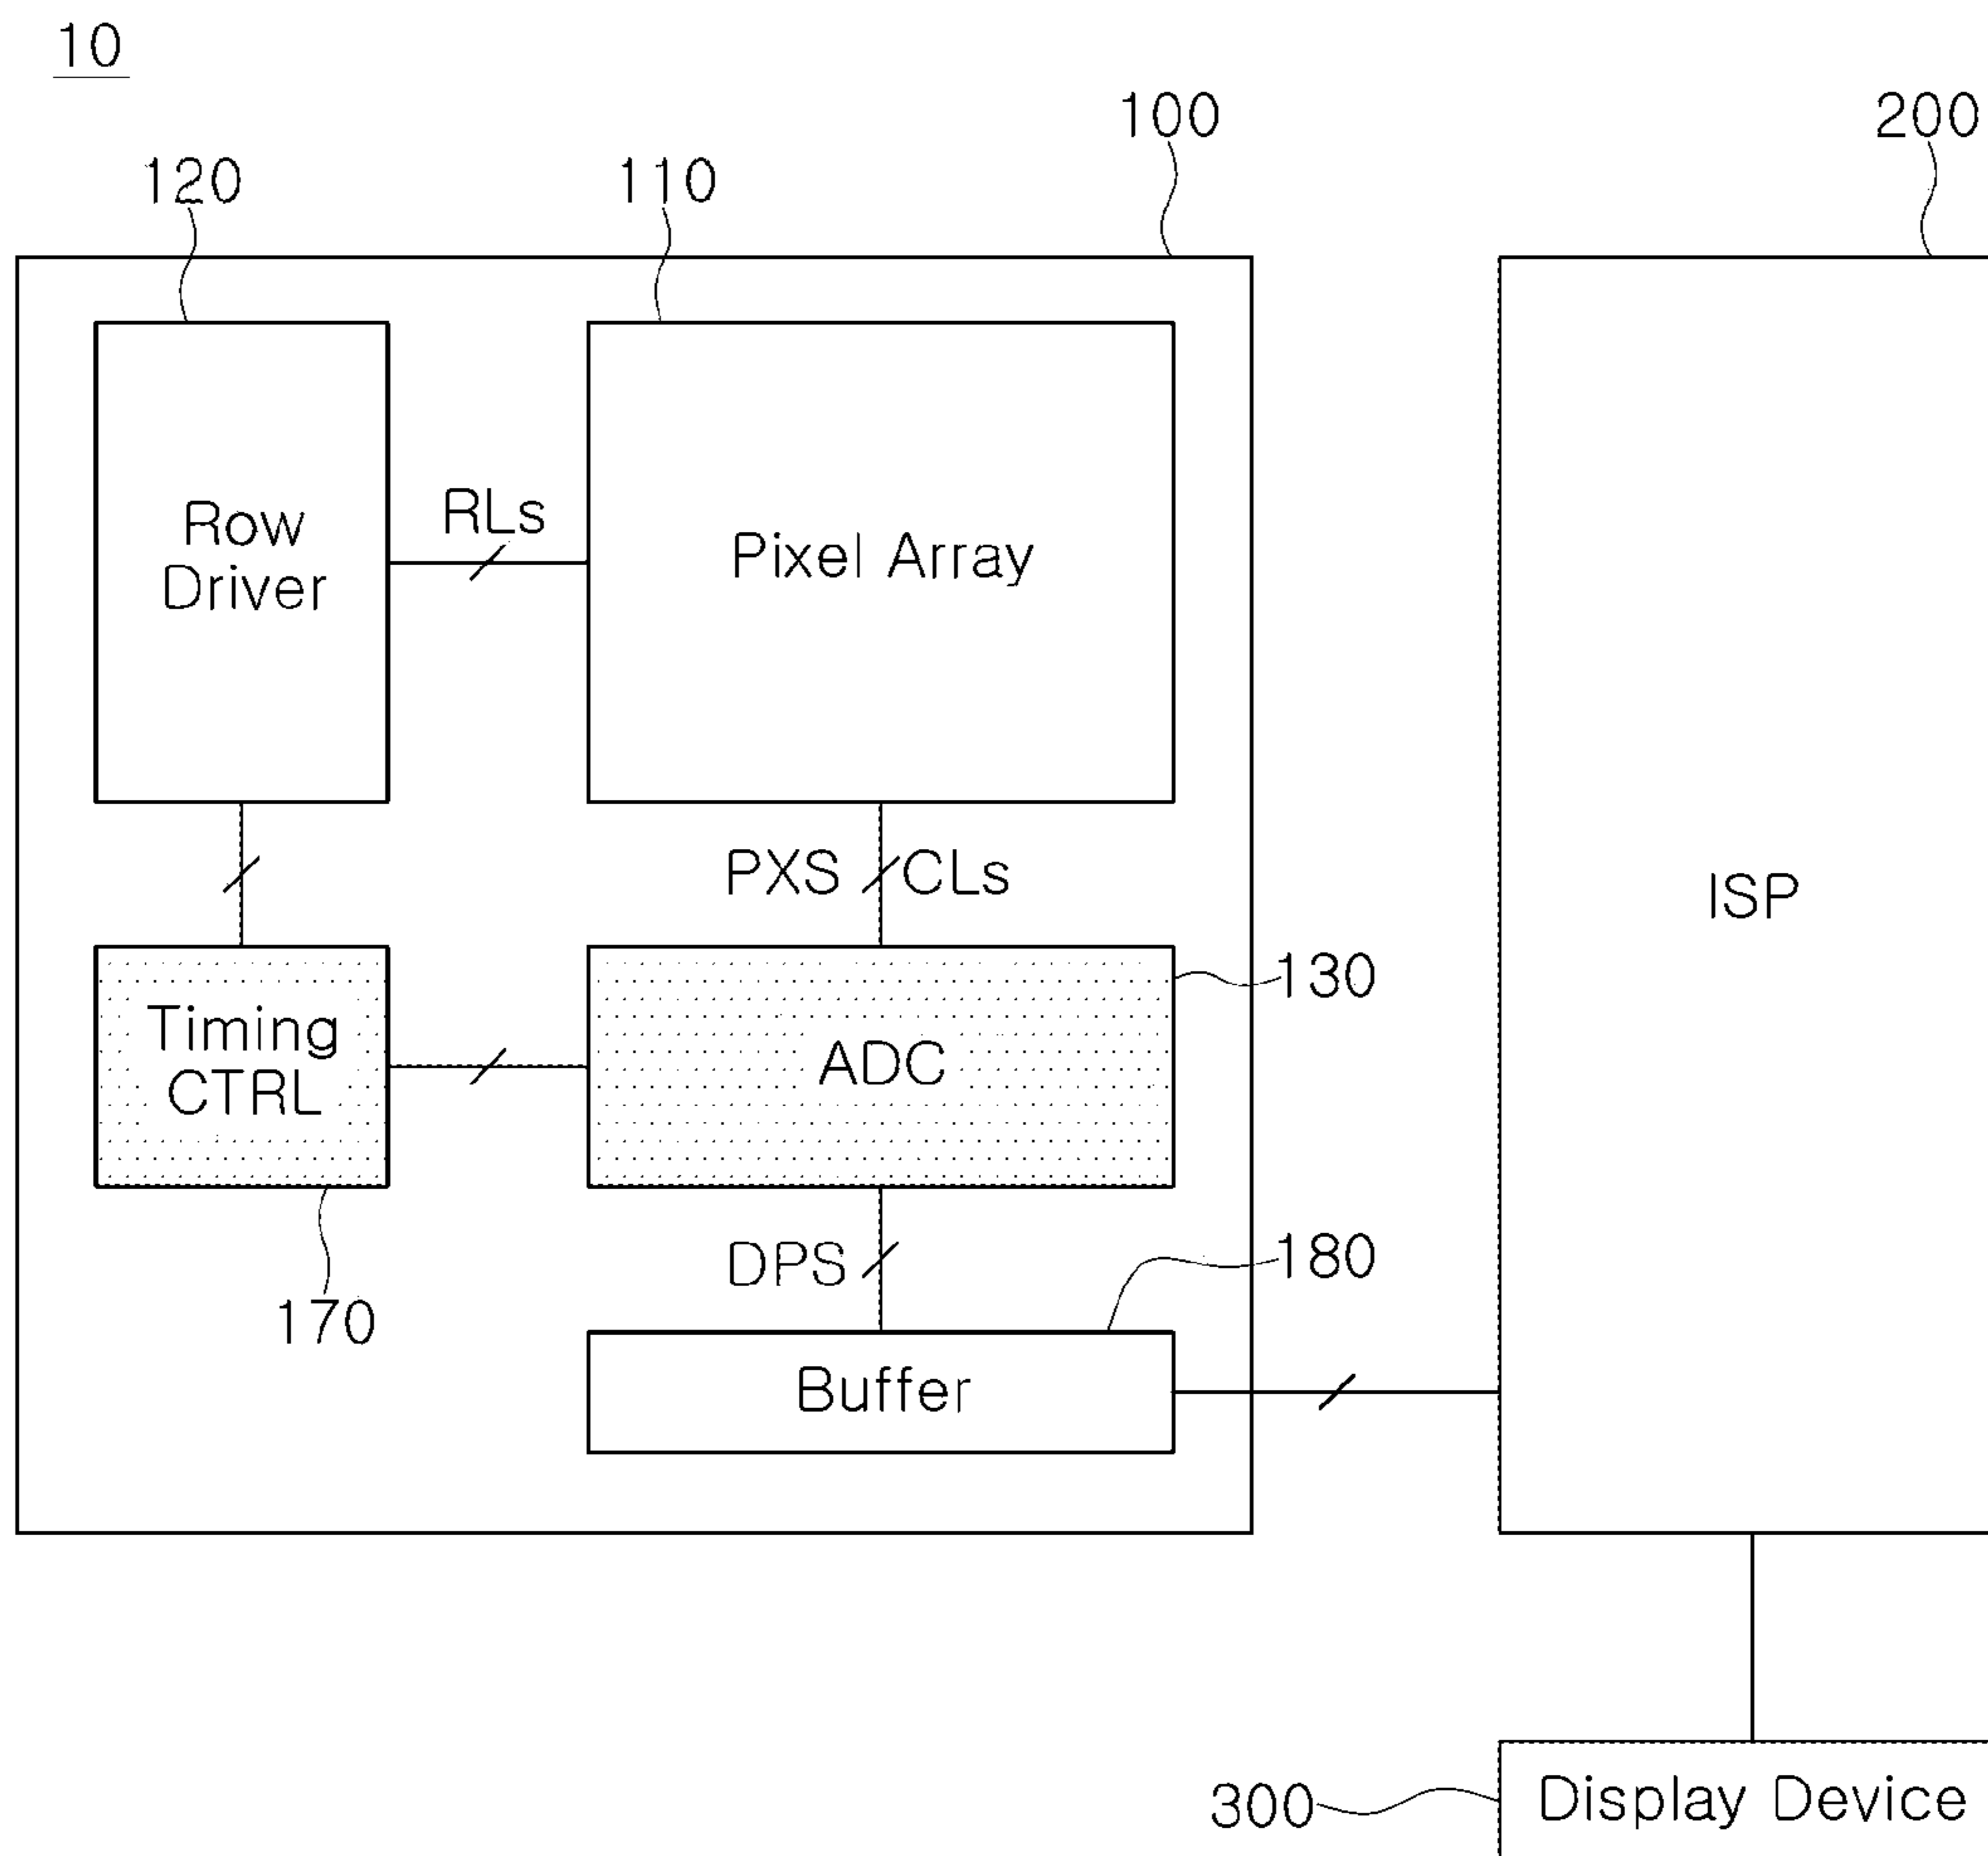 10
100
200
120
110
Row
Driver
RLs
Pixel Array
PXS
CLs
ISP
130
Timing
CTRL
ADC
DPS
180
170
Buffer
300
Display Device